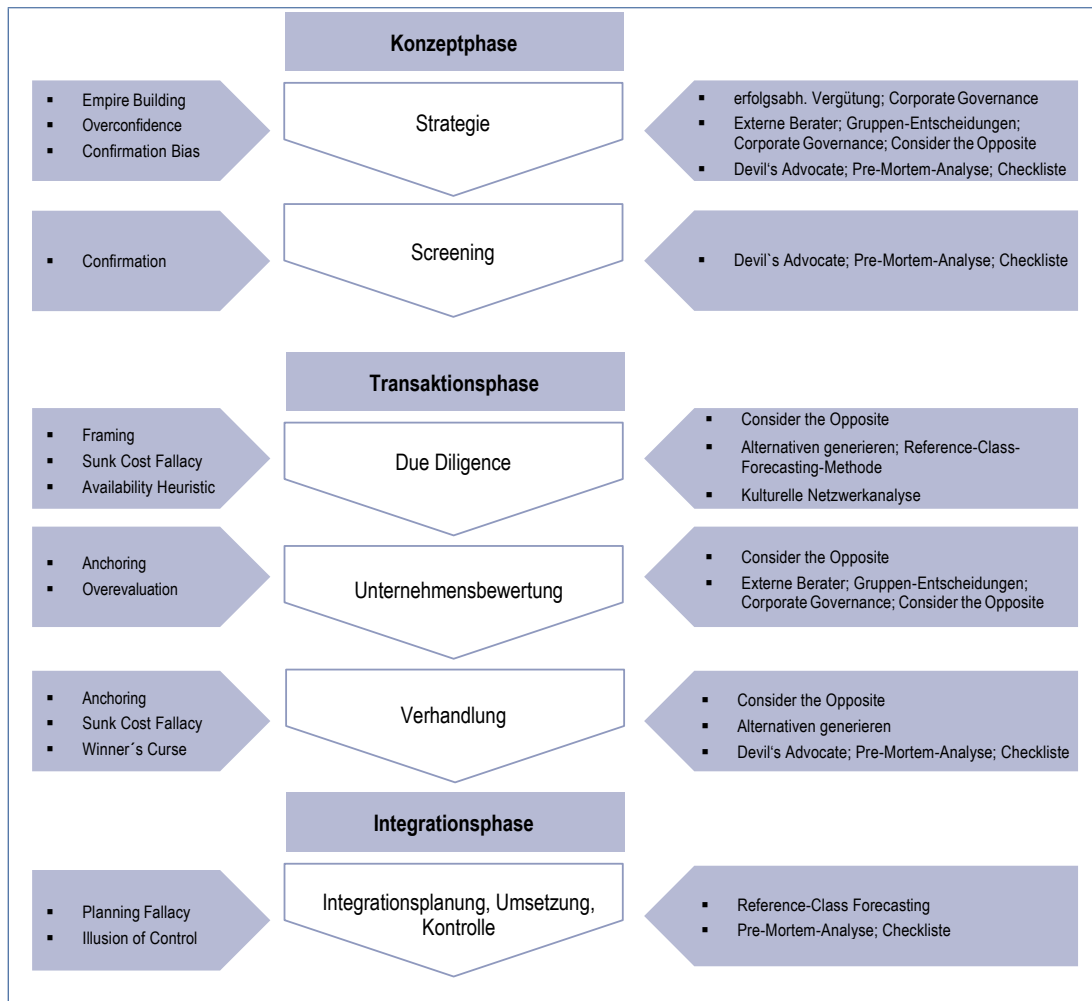 Konzeptphase
▪ Empire Building
▪ Overconfidence
▪ Confirmation Bias
Strategie
▪ erfolgsabh. Vergütung; Corporate Governance
▪ Externe Berater; Gruppen-Entscheidungen;
Corporate Governance; Consider the Opposite
▪ Devil‘s Advocate; Pre-Mortem-Analyse; Checkliste
▪ Confirmation
Screening
▪ Devil`s Advocate; Pre-Mortem-Analyse; Checkliste
Transaktionsphase
▪ Framing
▪ Sunk Cost Fallacy
▪ Availability Heuristic
Due Diligence
▪ Consider the Opposite
▪ Alternativen generieren; Reference-Class-
Forecasting-Methode
▪ Kulturelle Netzwerkanalyse
▪ Anchoring
▪ Overevaluation
Unternehmensbewertung
▪ Consider the Opposite
▪ Externe Berater; Gruppen-Entscheidungen;
Corporate Governance; Consider the Opposite
▪ Anchoring
▪ Sunk Cost Fallacy
▪ Winner´s Curse
Verhandlung
▪ Consider the Opposite
▪ Alternativen generieren
▪ Devil‘s Advocate; Pre-Mortem-Analyse; Checkliste
Integrationsphase
▪ Planning Fallacy
▪ Illusion of Control
Integrationsplanung, Umsetzung,
Kontrolle
▪ Reference-Class Forecasting
▪ Pre-Mortem-Analyse; Checkliste